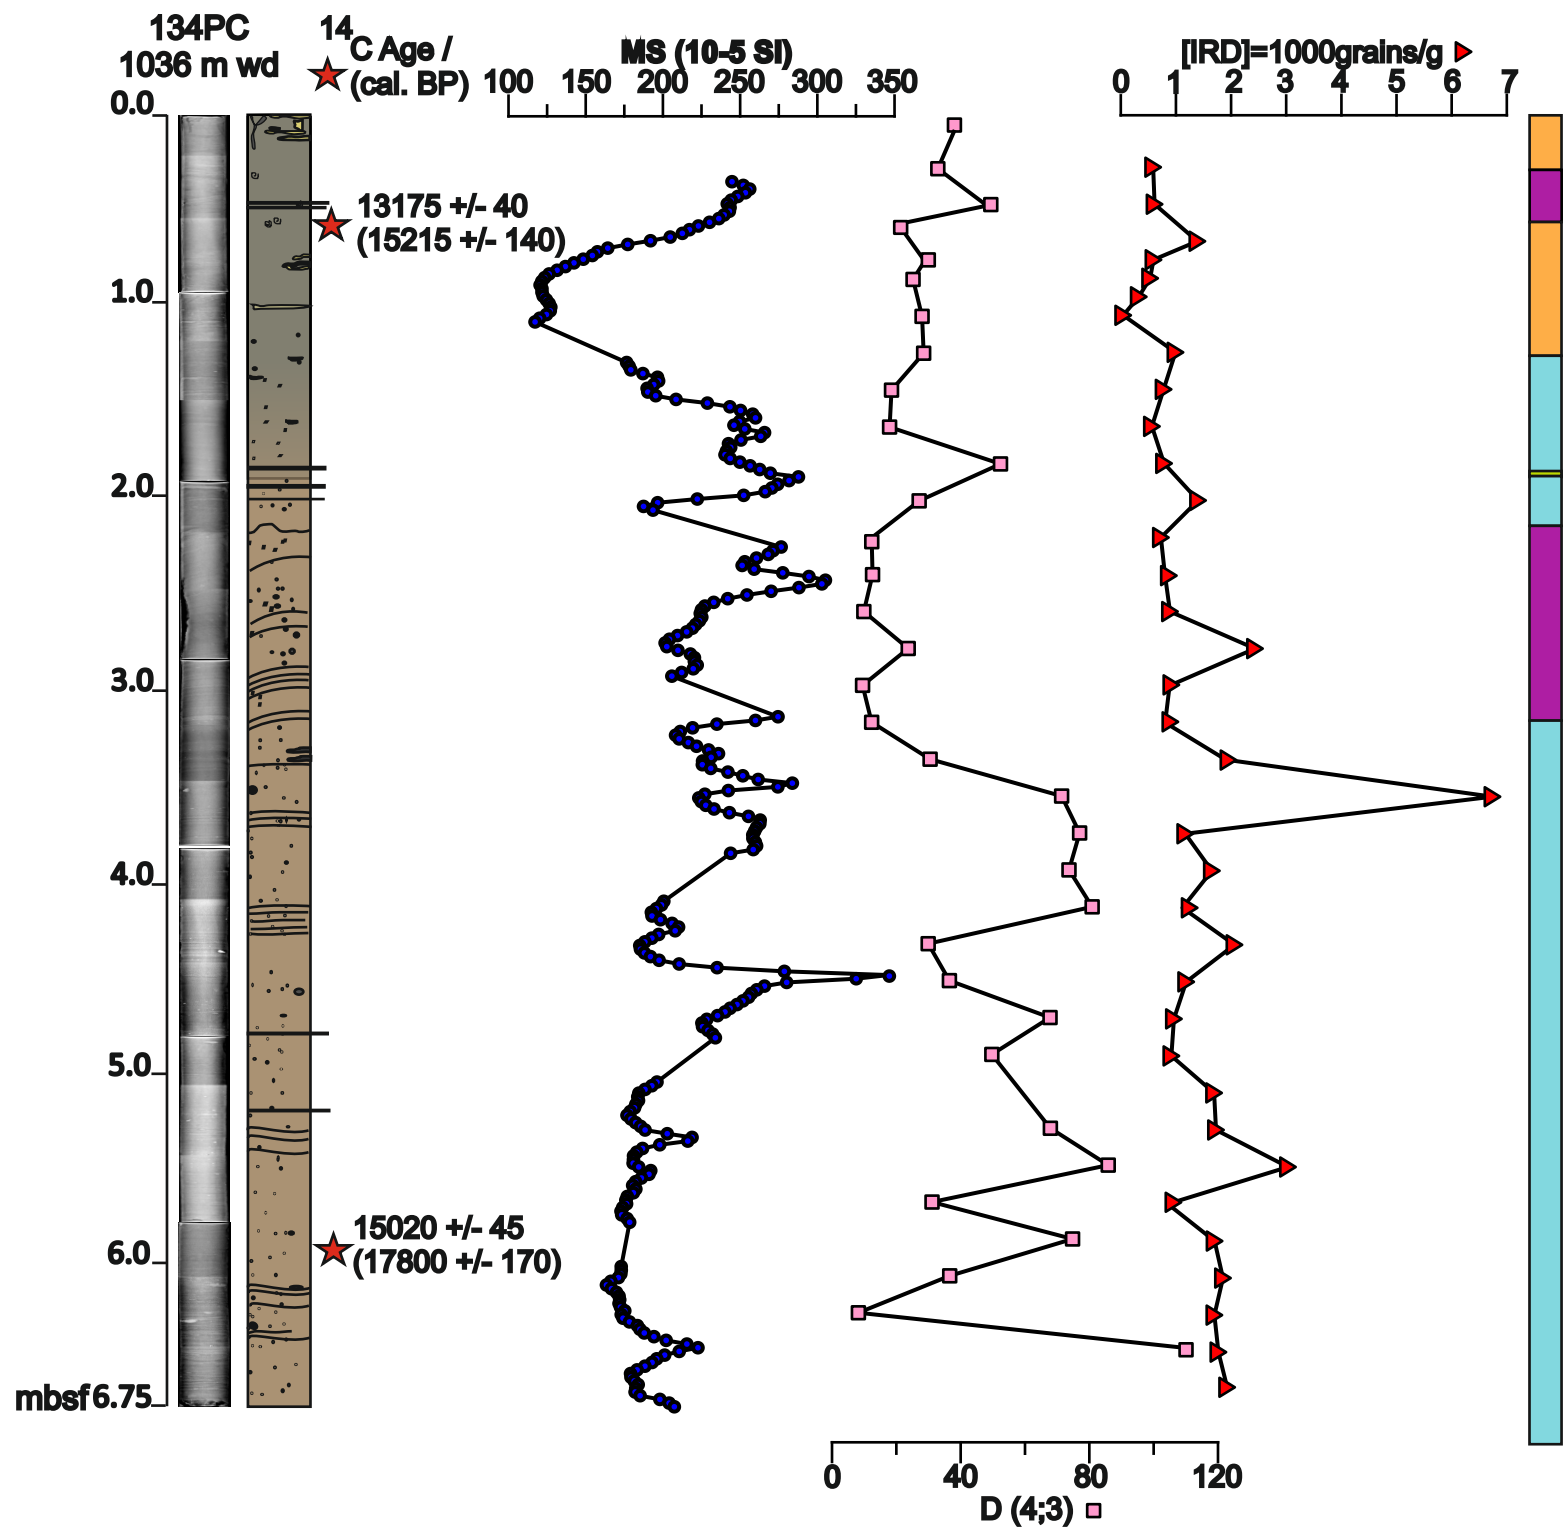 134PC
1036 m wd
14
C Age /
(cal. BP)
MS (10-5 SI)
100 150 200 250 300 350
[IRD]=1000grains/g
0 1 2 3 4 5 6 7
0.0
13175 +/- 40
(15215 +/- 140)
1.0
2.0
3.0
4.0
5.0
15020 +/- 45
(17800 +/- 170)
6.0
mbsf 6.75
0 40 80 120
D (4;3)